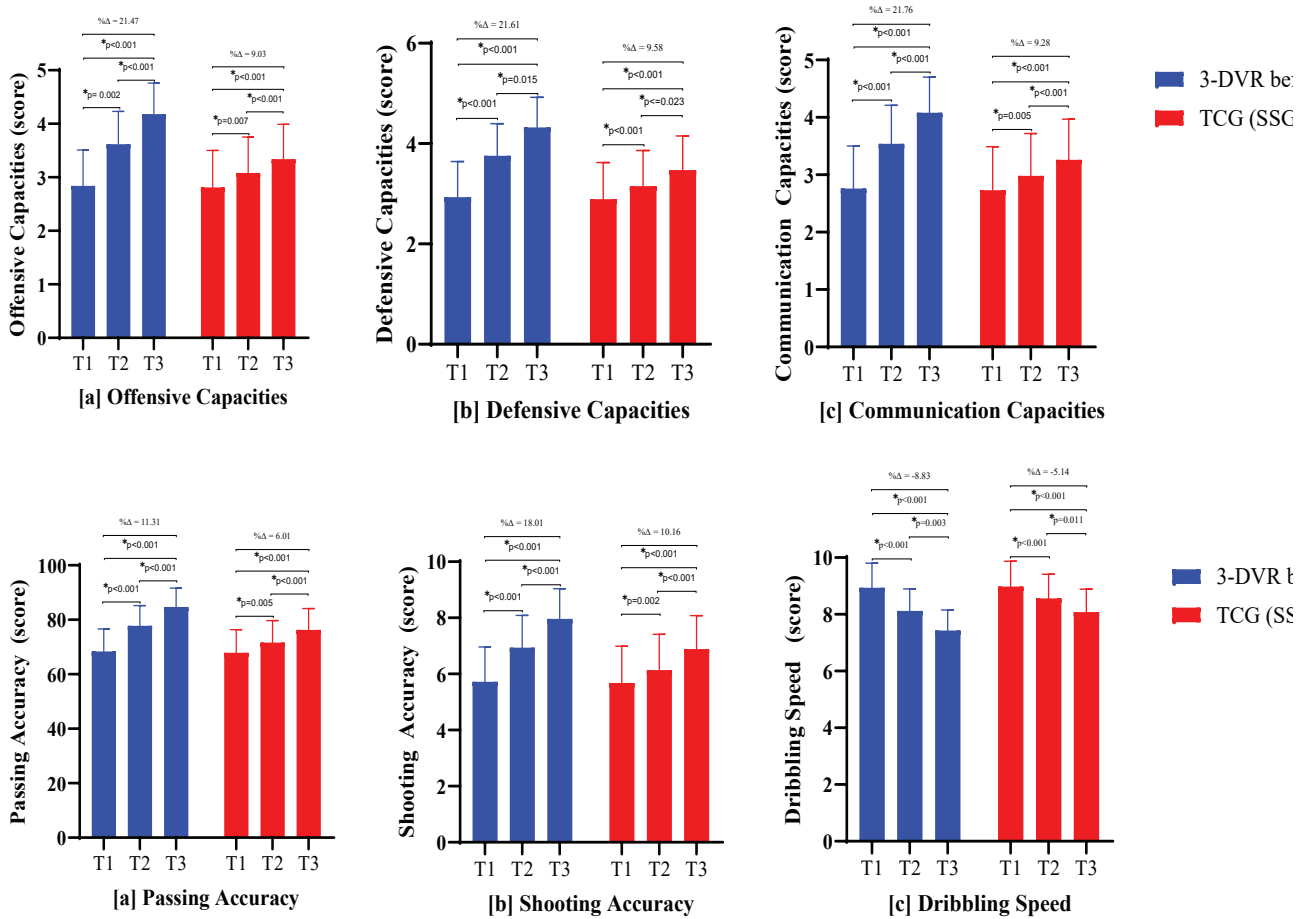 %Δ = 21.47
*p<0.001
*p<0.001
*p= 0.002
%Δ = 9.03
*p<0.001
*p<0.001
*p=0.007
Offensive Capacities (score)
5
4
3
2
1
0
T1 T2 T3 T1 T2 T3
[a] Offensive Capacities
%Δ = 21.61
*p<0.001
*p=0.015
*p<0.001
%Δ = 9.58
*p<0.001
*p<=0.023
*p<0.001
Defensive Capacities (score)
6
4
2
0
T1 T2 T3 T1 T2 T3
[b] Defensive Capacities
%Δ = 21.76
*p<0.001
*p<0.001
*p<0.001
%Δ = 9.28
*p<0.001
*p<0.001
*p=0.005
Communication Capacities (score)
5
4
3
2
1
0
T1 T2 T3 T1 T2 T3
[c] Communication Capacities
3-DVR be
TCG (SSG
%Δ = 11.31
*p<0.001
*p<0.001
*p<0.001
%Δ = 6.01
*p<0.001
*p<0.001
*p=0.005
Passing Accuracy (score)
100
80
60
40
20
0
T1 T2 T3 T1 T2 T3
[a] Passing Accuracy
%Δ = 18.01
*p<0.001
*p<0.001
*p<0.001
%Δ = 10.16
*p<0.001
*p<0.001
*p=0.002
Shooting Accuracy (score)
10
8
6
4
2
0
T1 T2 T3 T1 T2 T3
[b] Shooting Accuracy
%Δ = -8.83
*p<0.001
*p=0.003
*p<0.001
%Δ = -5.14
*p<0.001
*p=0.011
*p<0.001
Dribbling Speed (score)
10
8
6
4
2
0
T1 T2 T3 T1 T2 T3
[c] Dribbling Speed
3-DVR b
TCG (SS